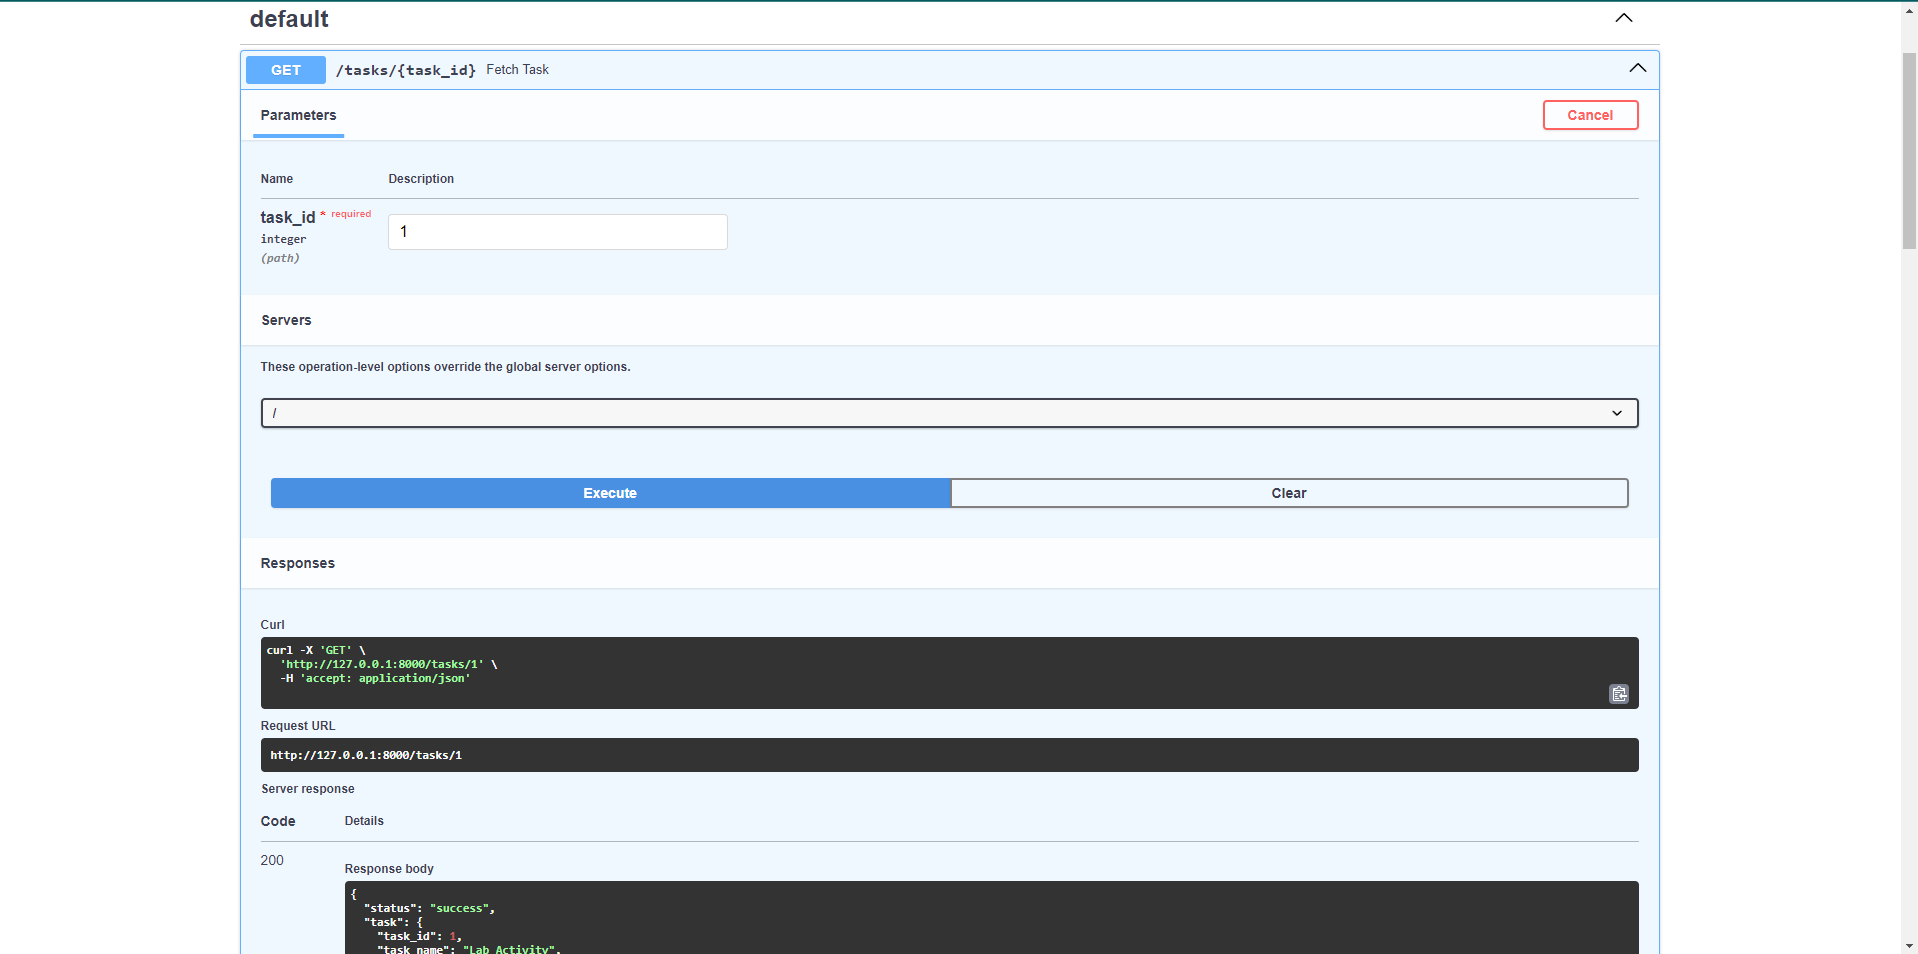 default
GET /tasks/{task_id} Fetch Task
Parameters
Cancel
Name Description
task_id * required
integer
(path)
1
Servers
These operation-level options override the global server options.
/
Execute Clear
Responses
Curl
curl -X 'GET' \
'http://127.0.0.1:8000/tasks/1' \
-H 'accept: application/json'
Request URL
http://127.0.0.1:8000/tasks/1
Server response
Code Details
200
Response body
{
"status": "success",
"task": {
"task_id": 1,
"task_name": "Lab Activity",